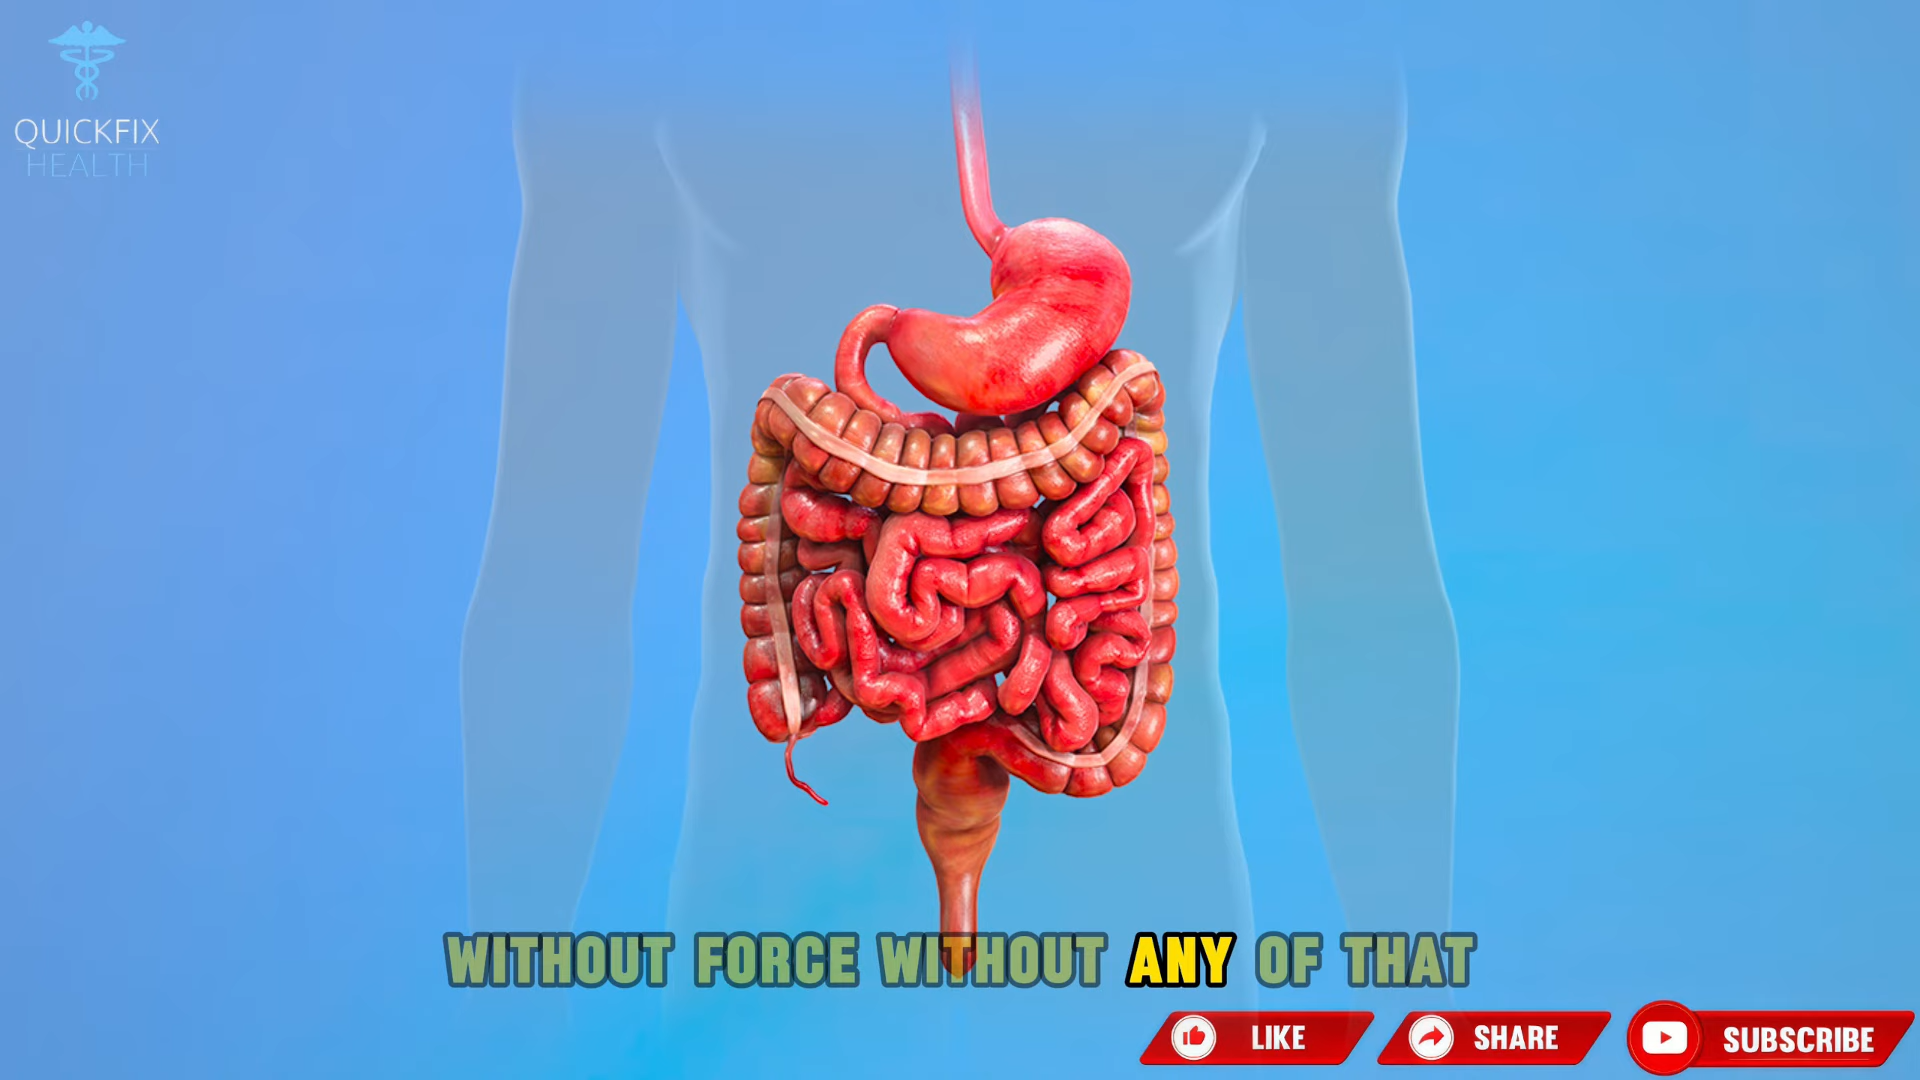 QUICKFIX
HEALTH
WITHOUT FORCE WITHOUT ANY OF THAT
LIKE
SHARE
SUBSCRIBE